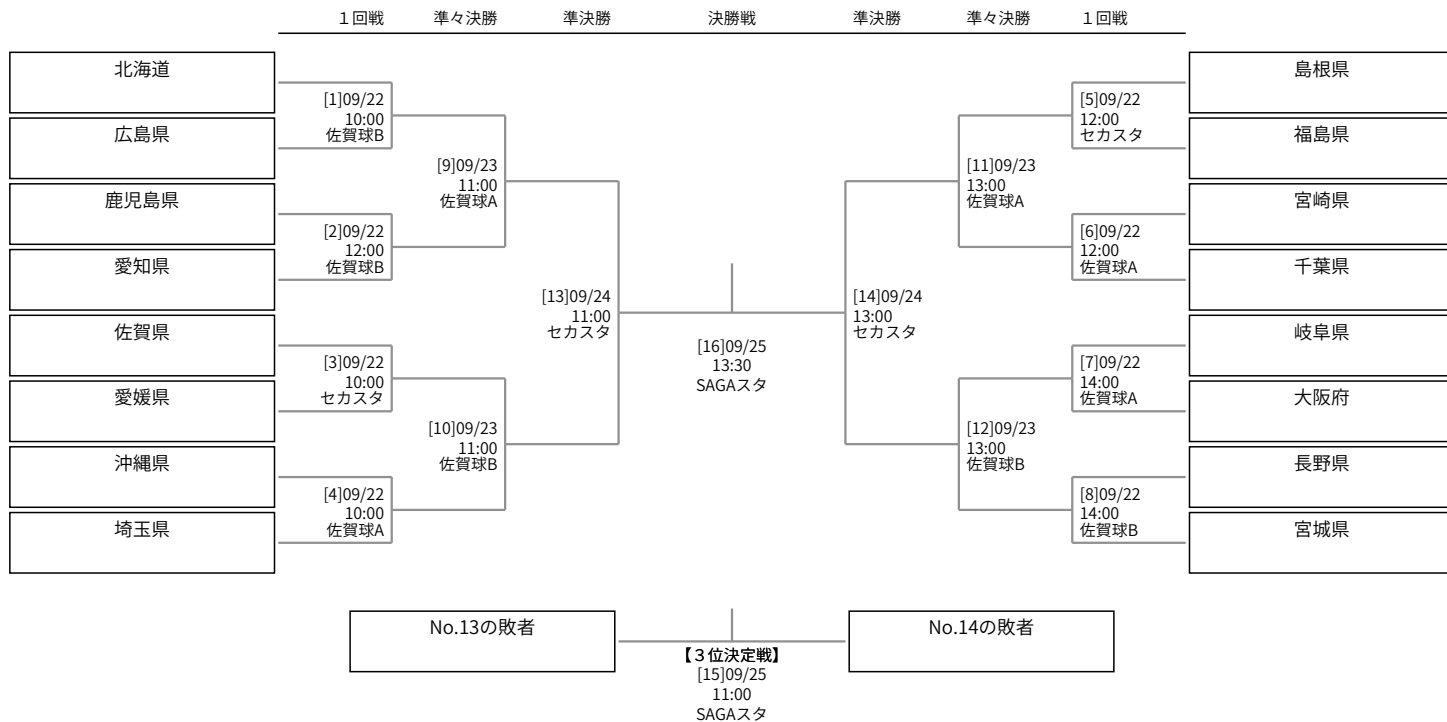 １回戦 準々決勝 準決勝 決勝戦 準決勝 準々決勝 １回戦
北海道
広島県
鹿児島県
愛知県
佐賀県
愛媛県
沖縄県
埼玉県
[1]09/22
10:00
佐賀球B
[2]09/22
12:00
佐賀球B
[3]09/22
10:00
セカスタ
[4]09/22
10:00
佐賀球A
[9]09/23
11:00
佐賀球A
[10]09/23
11:00
佐賀球B
[13]09/24
11:00
セカスタ
[16]09/25
13:30
SAGAスタ
[14]09/24
13:00
セカスタ
[11]09/23
13:00
佐賀球A
[12]09/23
13:00
佐賀球B
[5]09/22
12:00
セカスタ
[6]09/22
12:00
佐賀球A
[7]09/22
14:00
佐賀球A
[8]09/22
14:00
佐賀球B
島根県
福島県
宮崎県
千葉県
岐阜県
大阪府
長野県
宮城県
No.13の敗者
No.14の敗者
【３位決定戦】
[15]09/25
11:00
SAGAスタ